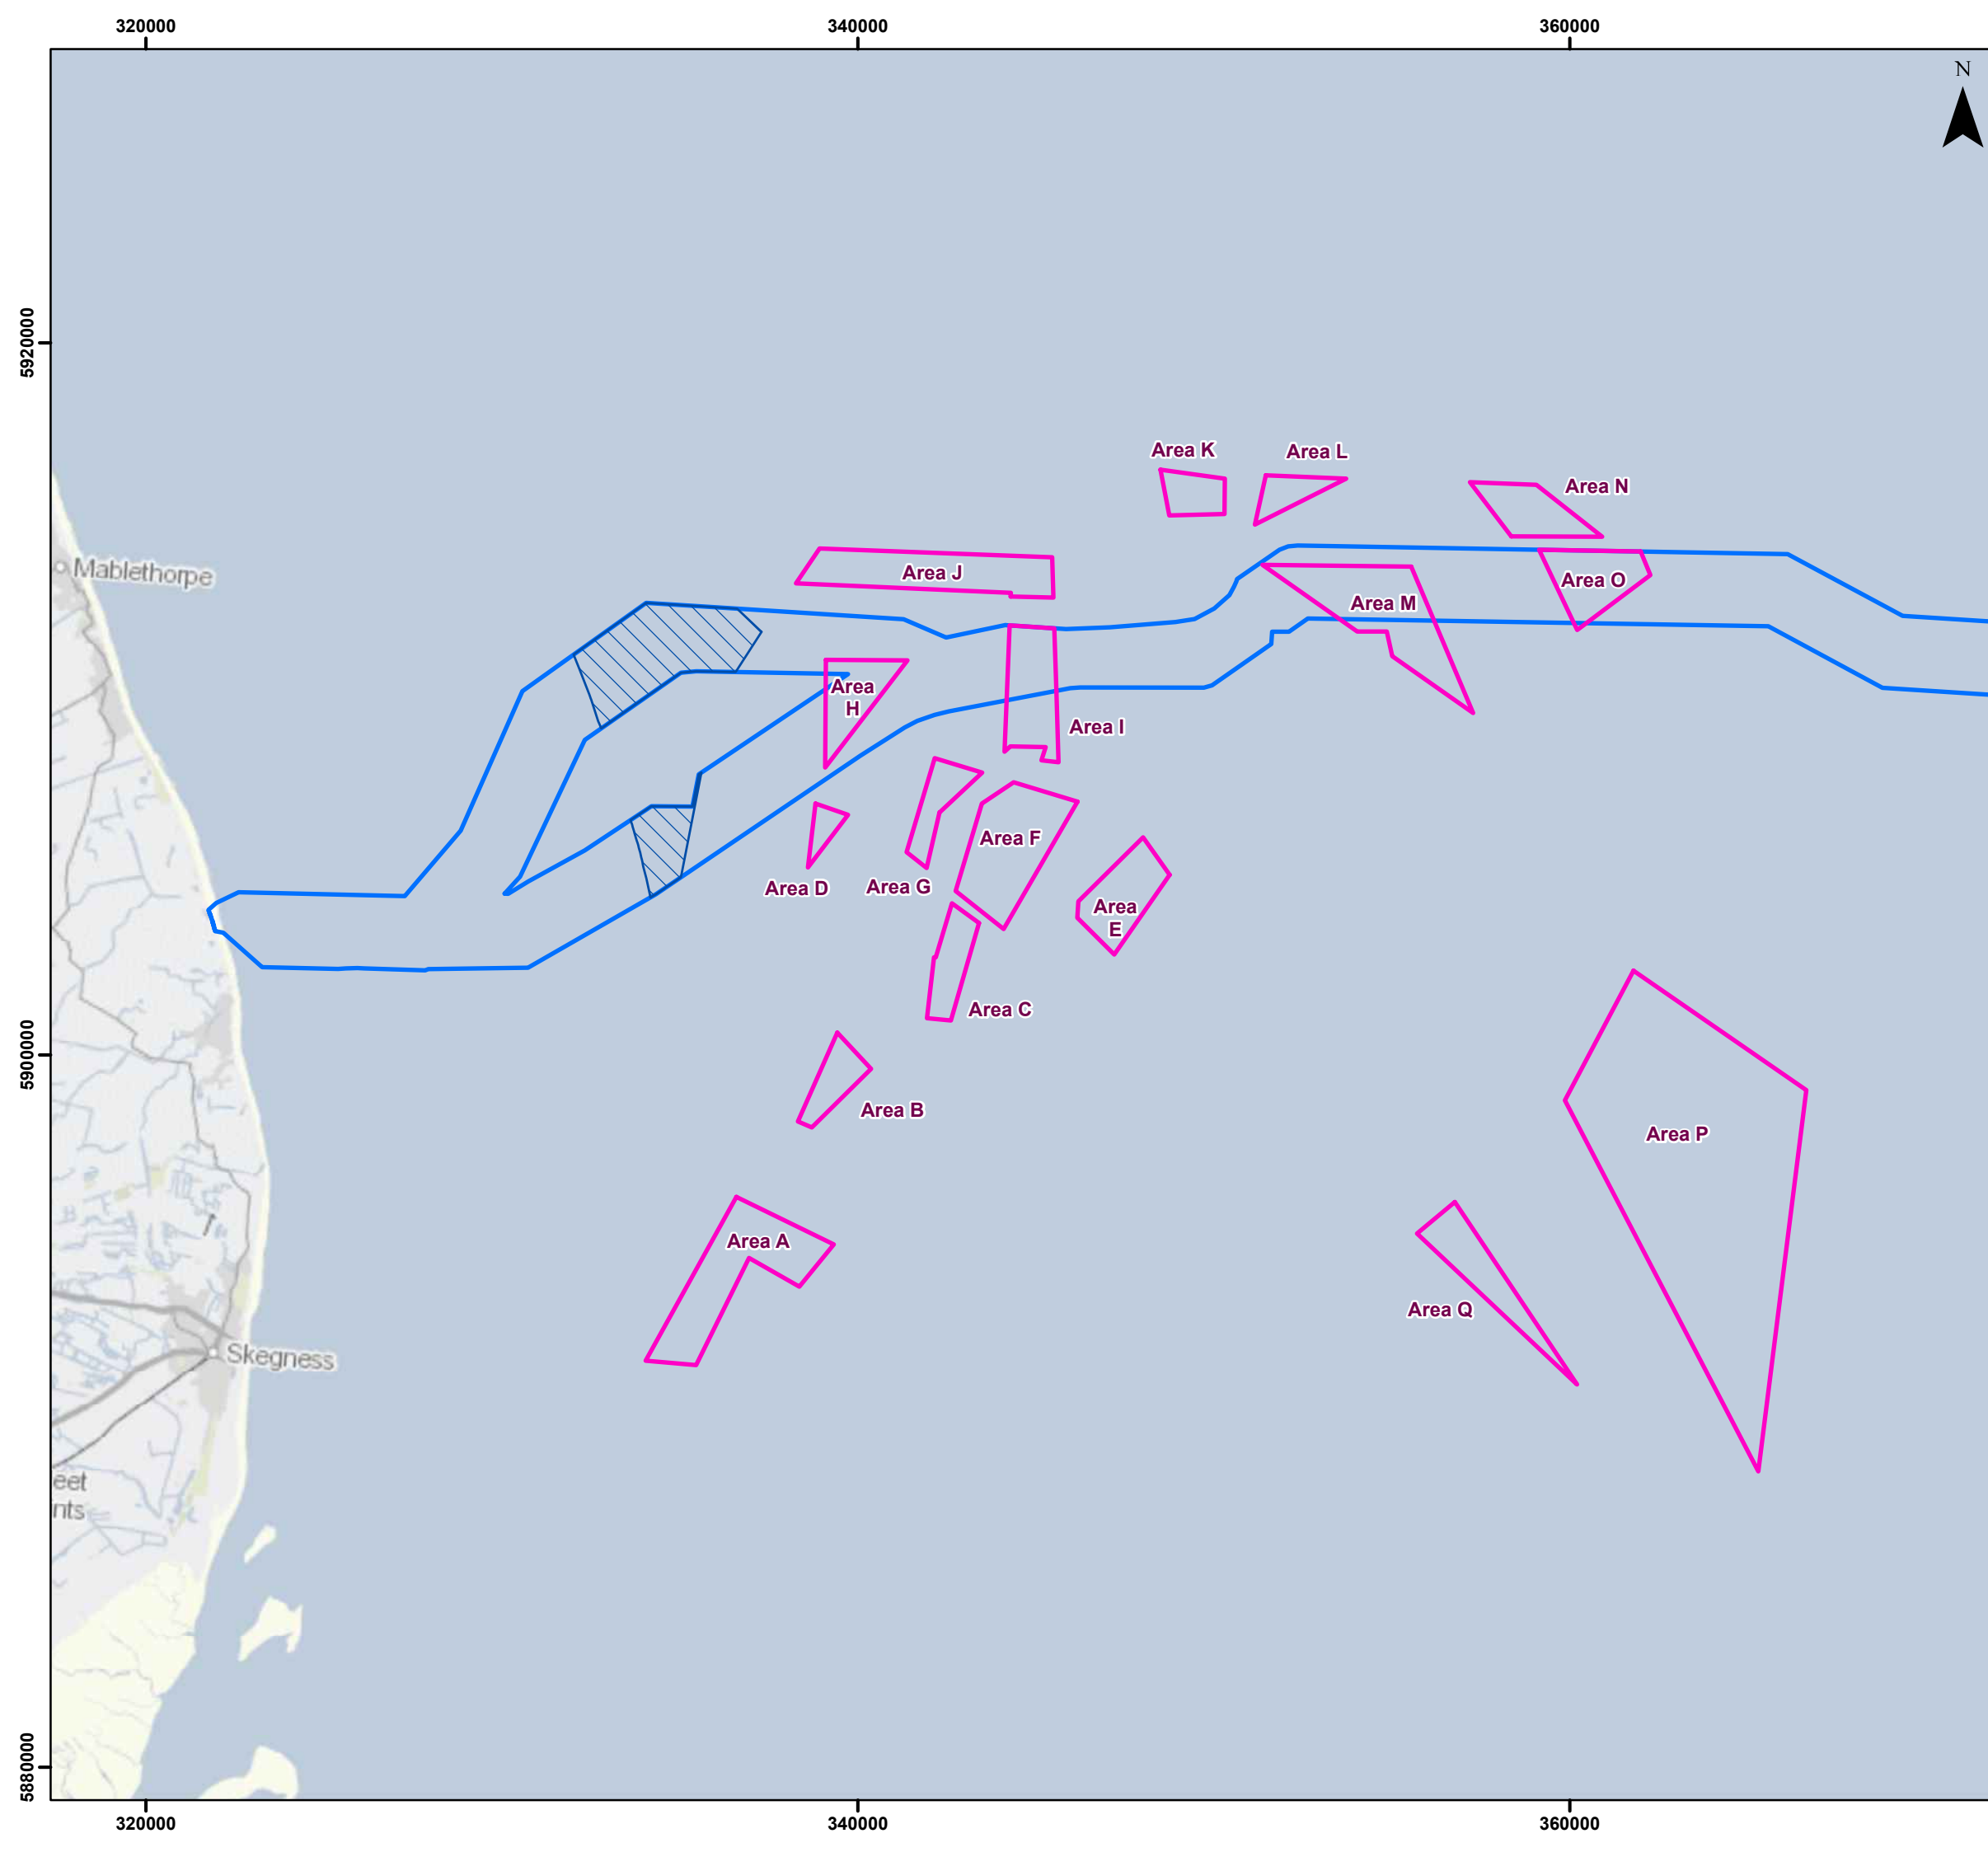 320000
340000
360000
N
5920000
Area K
Area L
Area N
Mablethorpe
Area J
Area O
Area M
Area
H
Area I
Area F
Area D
Area G
Area
E
Area C
5900000
Area B
Area P
Area A
Area Q
Skegness
eet
nts
5880000
320000
340000
360000